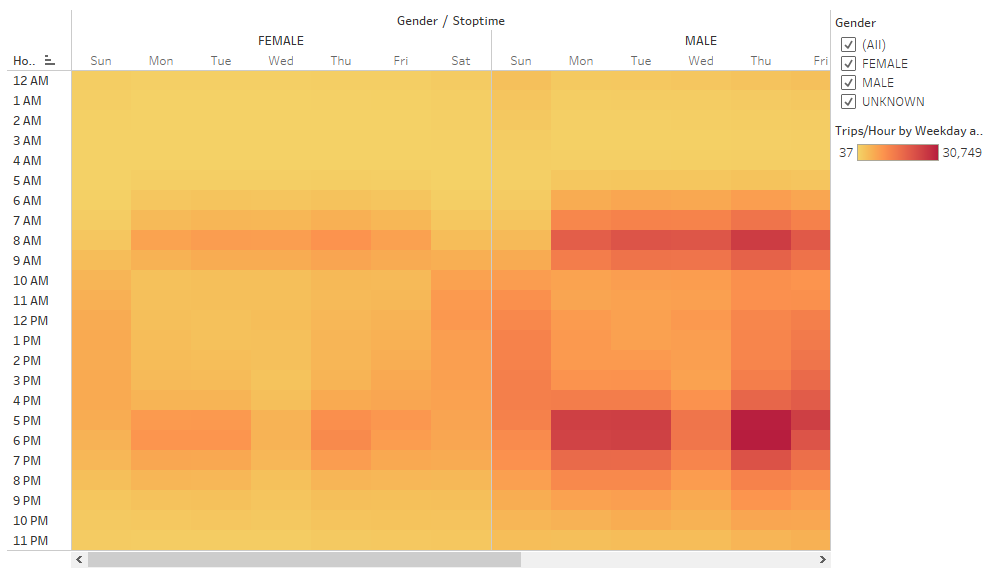 Gender / Stoptime
FEMALE MALE
Ho.. Sun Mon Tue Wed Thu Fri Sat Sun Mon Tue Wed Thu Fri
12 AM
1 AM
2 AM
3 AM
4 AM
5 AM
6 AM
7 AM
8 AM
9 AM
10 AM
11 AM
12 PM
1 PM
2 PM
3 PM
4 PM
5 PM
6 PM
7 PM
8 PM
9 PM
10 PM
11 PM
Gender
(All)
FEMALE
MALE
UNKNOWN
Trips/Hour by Weekday a..
37 30,749